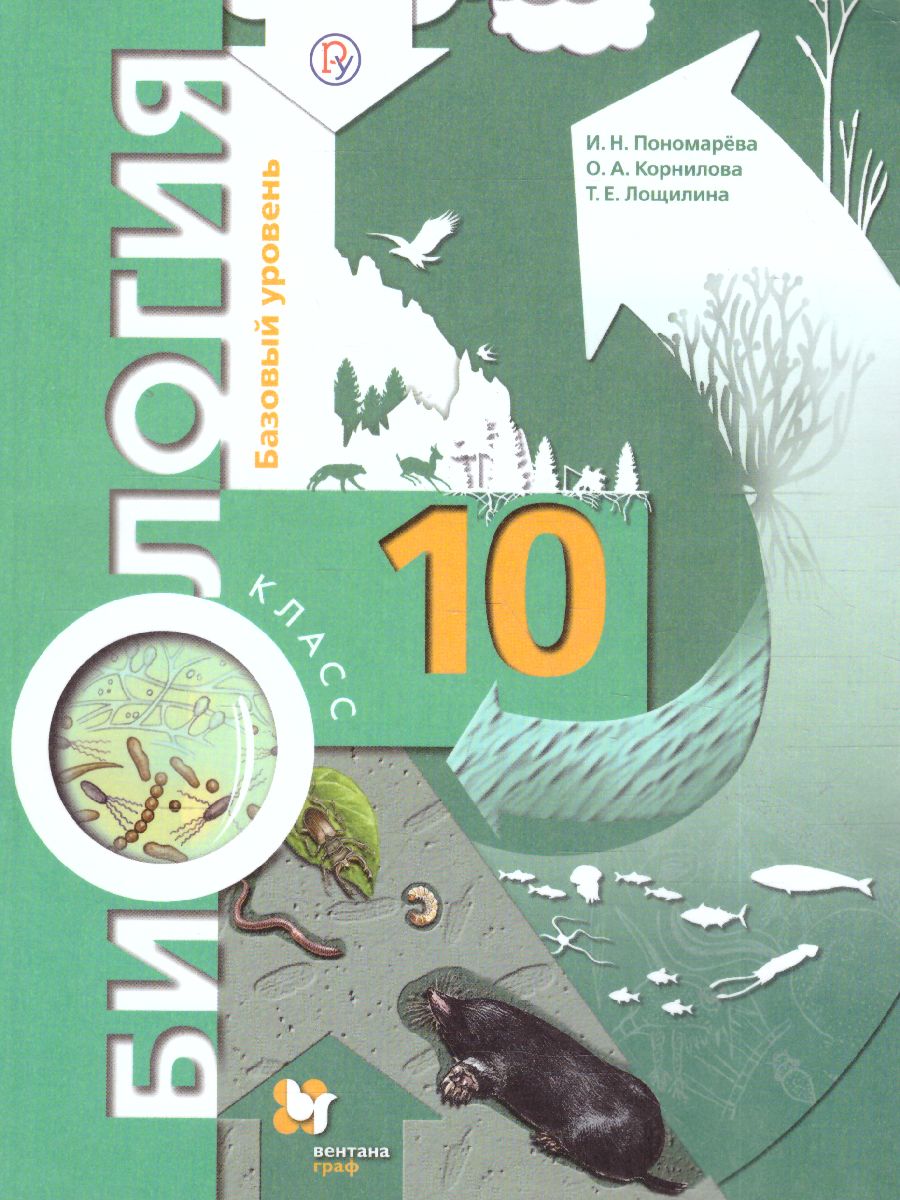 Р-У
И. Н. Пономарёва
О. А. Корнилова
Т. Е. Лощилина
БИОЛОГИЯ
Базовый уровень
10
КЛАСС
вентана
граф